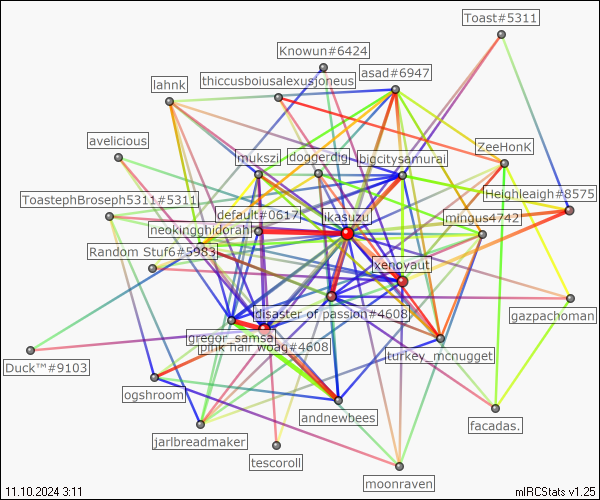 Toast#5311
Knowun#6424
asad#6947
thiccusboiusalexusjoneus
lahnk
avelicious
ZeeHonK
mukszi
doggerdig
bigcitysamurai
Heighleaigh#8575
ToastephBroseph5311#5311
default#0617
ikasuzu
mingus4742
neokingghidorah
Random Stuf6#5983
xenoyaut
disaster of passion#4608
gazpachoman
gregor_samsa
pink hair woag#4608
turkey_mcnugget
Duck™#9103
ogshroom
andnewbees
facadas.
jarlbreadmaker
tescoroll
moonraven
11.10.2024 3:11
mIRCStats v1.25